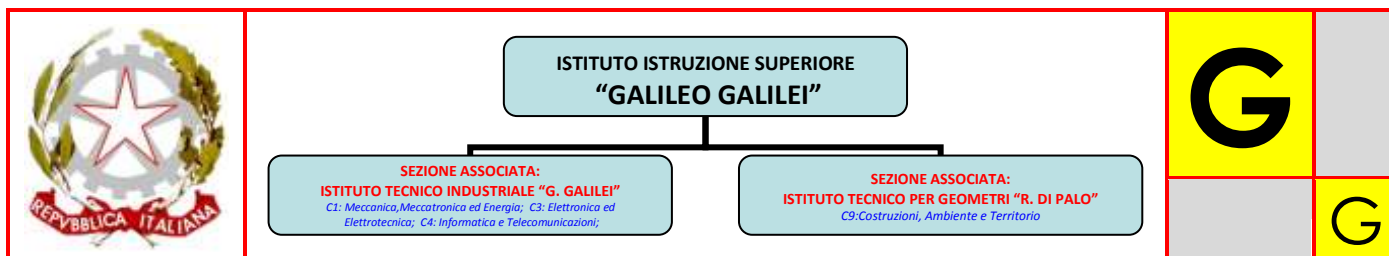 REPVBBLICA ITALIANA
ISTITUTO ISTRUZIONE SUPERIORE
“GALILEO GALILEI”
SEZIONE ASSOCIATA:
ISTITUTO TECNICO INDUSTRIALE “G. GALILEI”
C1: Meccanica,Meccatronica ed Energia;  C3: Elettronica ed
Elettrotecnica;  C4: Informatica e Telecomunicazioni;
SEZIONE ASSOCIATA:
ISTITUTO TECNICO PER GEOMETRI “R. DI PALO”
C9:Costruzioni, Ambiente e Territorio
G
G